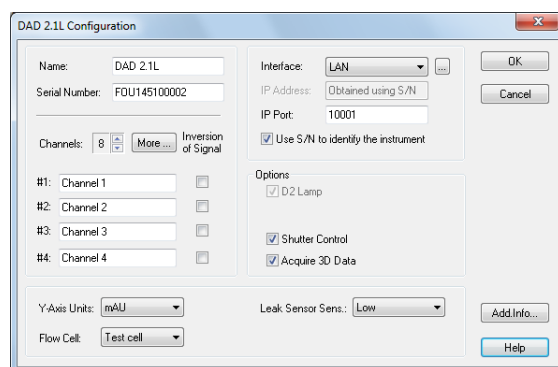 DAD 2.1L Configuration
Name: DAD 2.1L
Serial Number: FOU145100002
Channels: 8 More ... Inversion of Signal
#1: Channel 1
#2: Channel 2
#3: Channel 3
#4: Channel 4
Interface: LAN ...
IP Address: Obtained using S/N
IP Port: 10001
Use S/N to identify the instrument
Options
D2 Lamp
Shutter Control
Acquire 3D Data
OK
Cancel
Y-Axis Units: mAU
Flow Cell: Test cell
Leak Sensor Sens.: Low
Add.Info...
Help